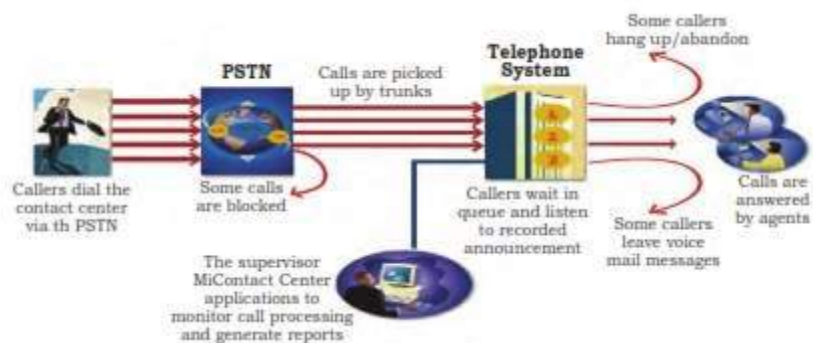 Some callers
hang up/abandon
Telephone
System
PSTN
Calls are picked
up by trunks
1
2
3
Callers dial the
contact center
via th PSTN
Some calls
are blocked
Callers wait in
queue and listen
to recorded
announcement
Calls are
answered
by agents
Some callers
leave voice
mail messages
The supervisor
MiContact Center
applications to
monitor call processing
and generate reports